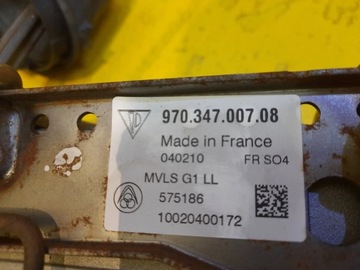 970.347.007.08
Made in France
040210 FR SO4
MVLS G1 LL
575186
10020400172